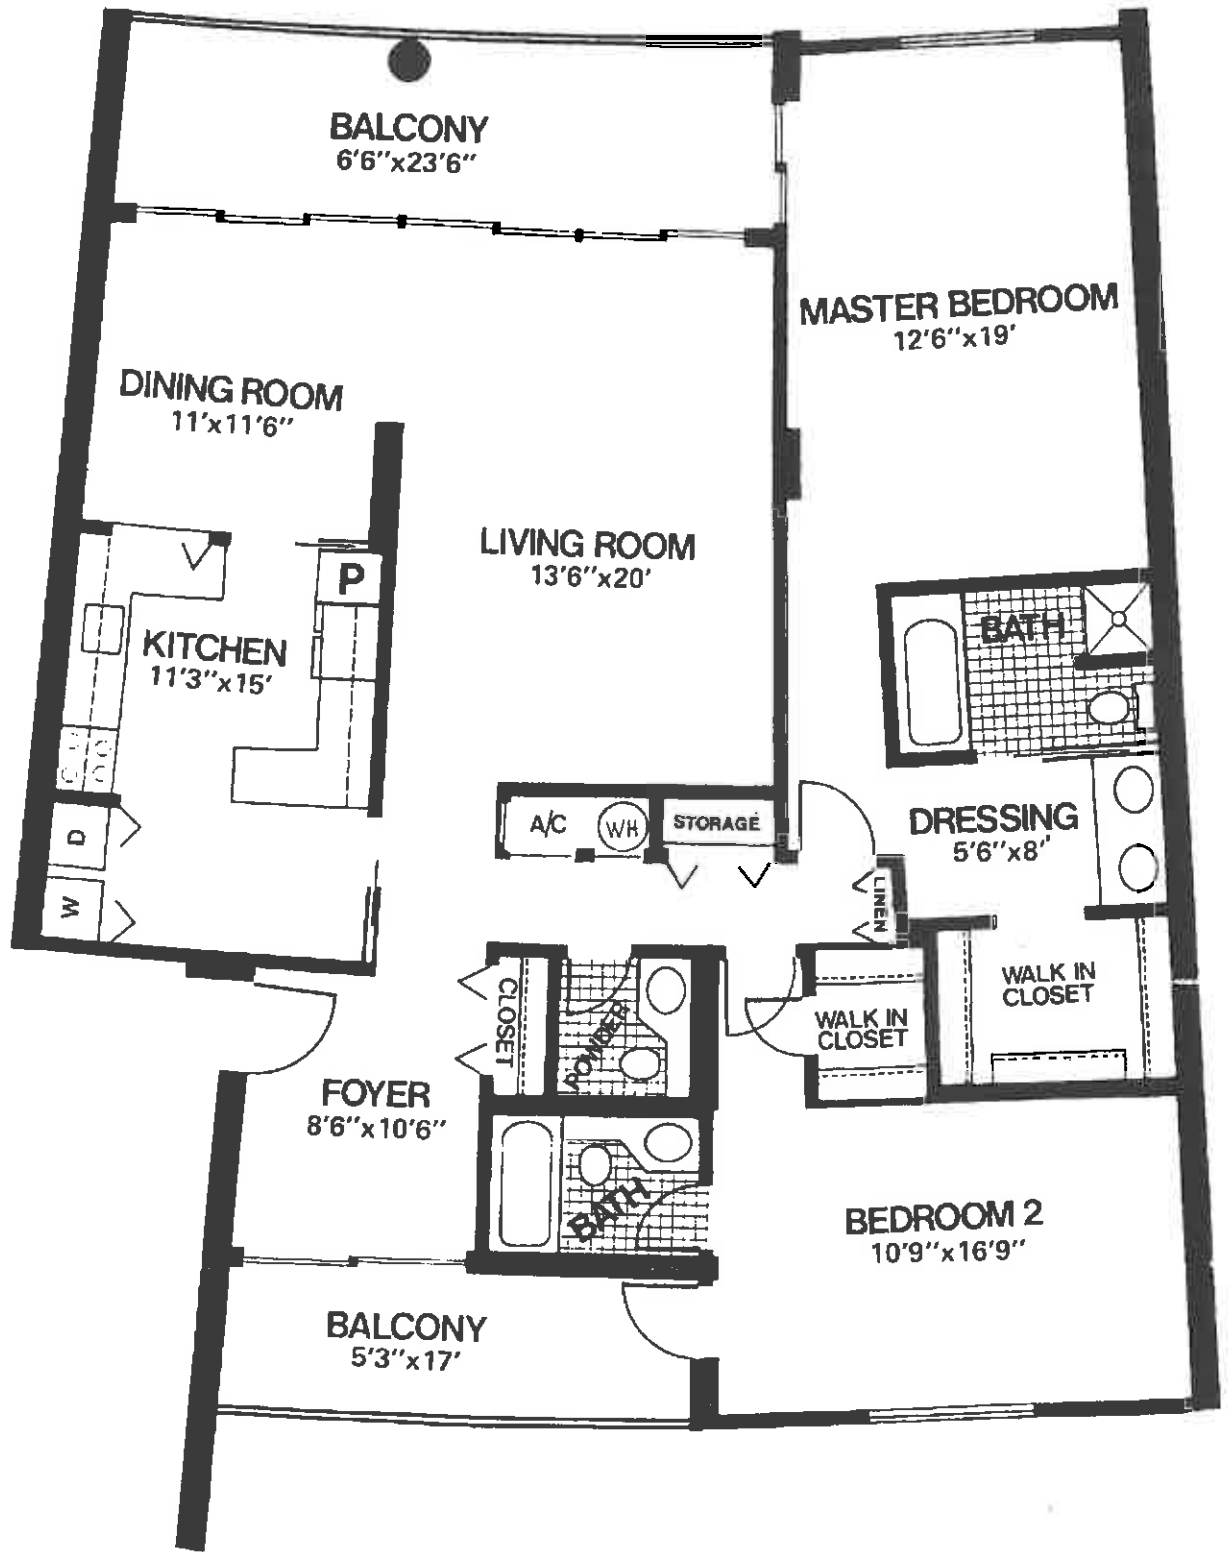 BALCONY
6'6"x23'6"
MASTER BEDROOM
12'6"x19'
DINING ROOM
11'x11'6"
LIVING ROOM
13'6"x20'
P
KITCHEN
11'3"x15'
BATH
A/C
WH
STORAGE
DRESSING
5'6"x8'
D
W
LINEN
CLOSET
POWDER
WALK IN
CLOSET
WALK IN
CLOSET
FOYER
8'6"x10'6"
BATH
BEDROOM 2
10'9"x16'9"
BALCONY
5'3"x17'